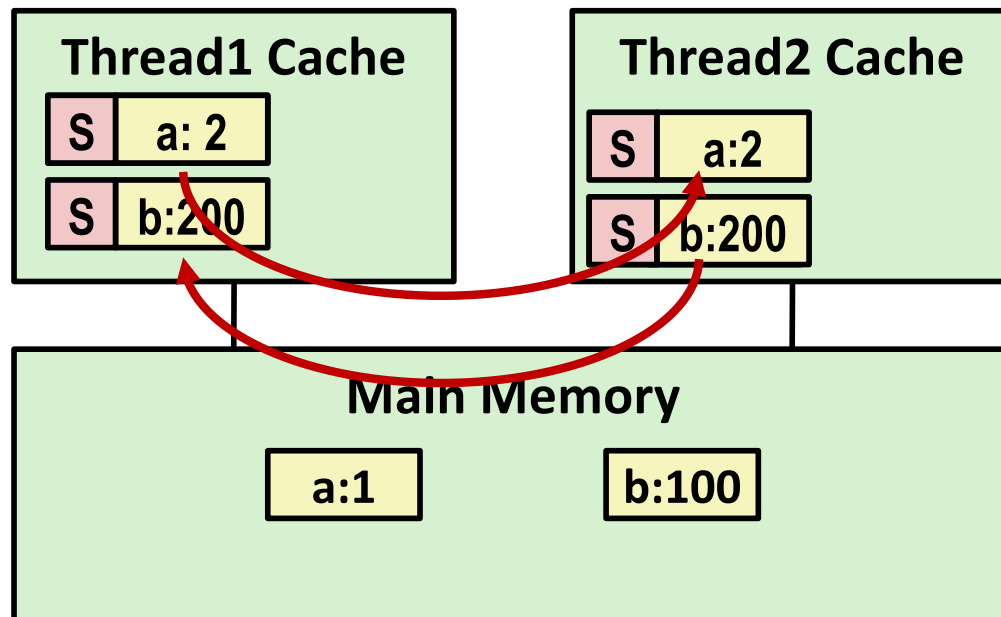 Thread1 Cache
S a: 2
S b:200
Thread2 Cache
S a:2
S b:200
Main Memory
a:1 b:100